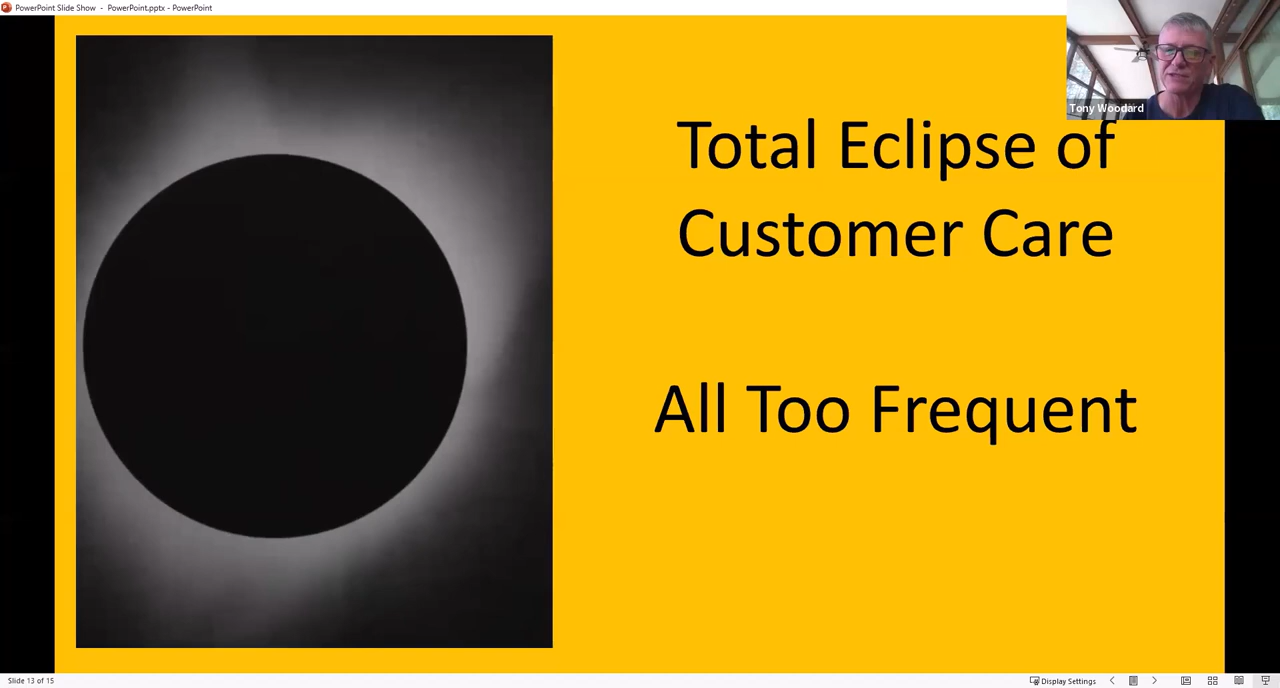 PowerPoint Slide Show - PowerPoint.pptx - PowerPoint
Tony Woodard
Total Eclipse of
Customer Care
All Too Frequent
Slide 13 of 15
Display Settings